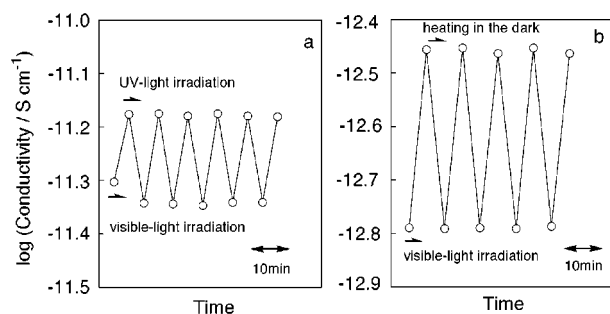 log (Conductivity / S cm⁻¹)
-11.0
-11.1
-11.2
-11.3
-11.4
-11.5
a
UV-light irradiation
visible-light irradiation
10min
Time
-12.4
-12.5
-12.6
-12.7
-12.8
-12.9
b
heating in the dark
visible-light irradiation
10min
Time